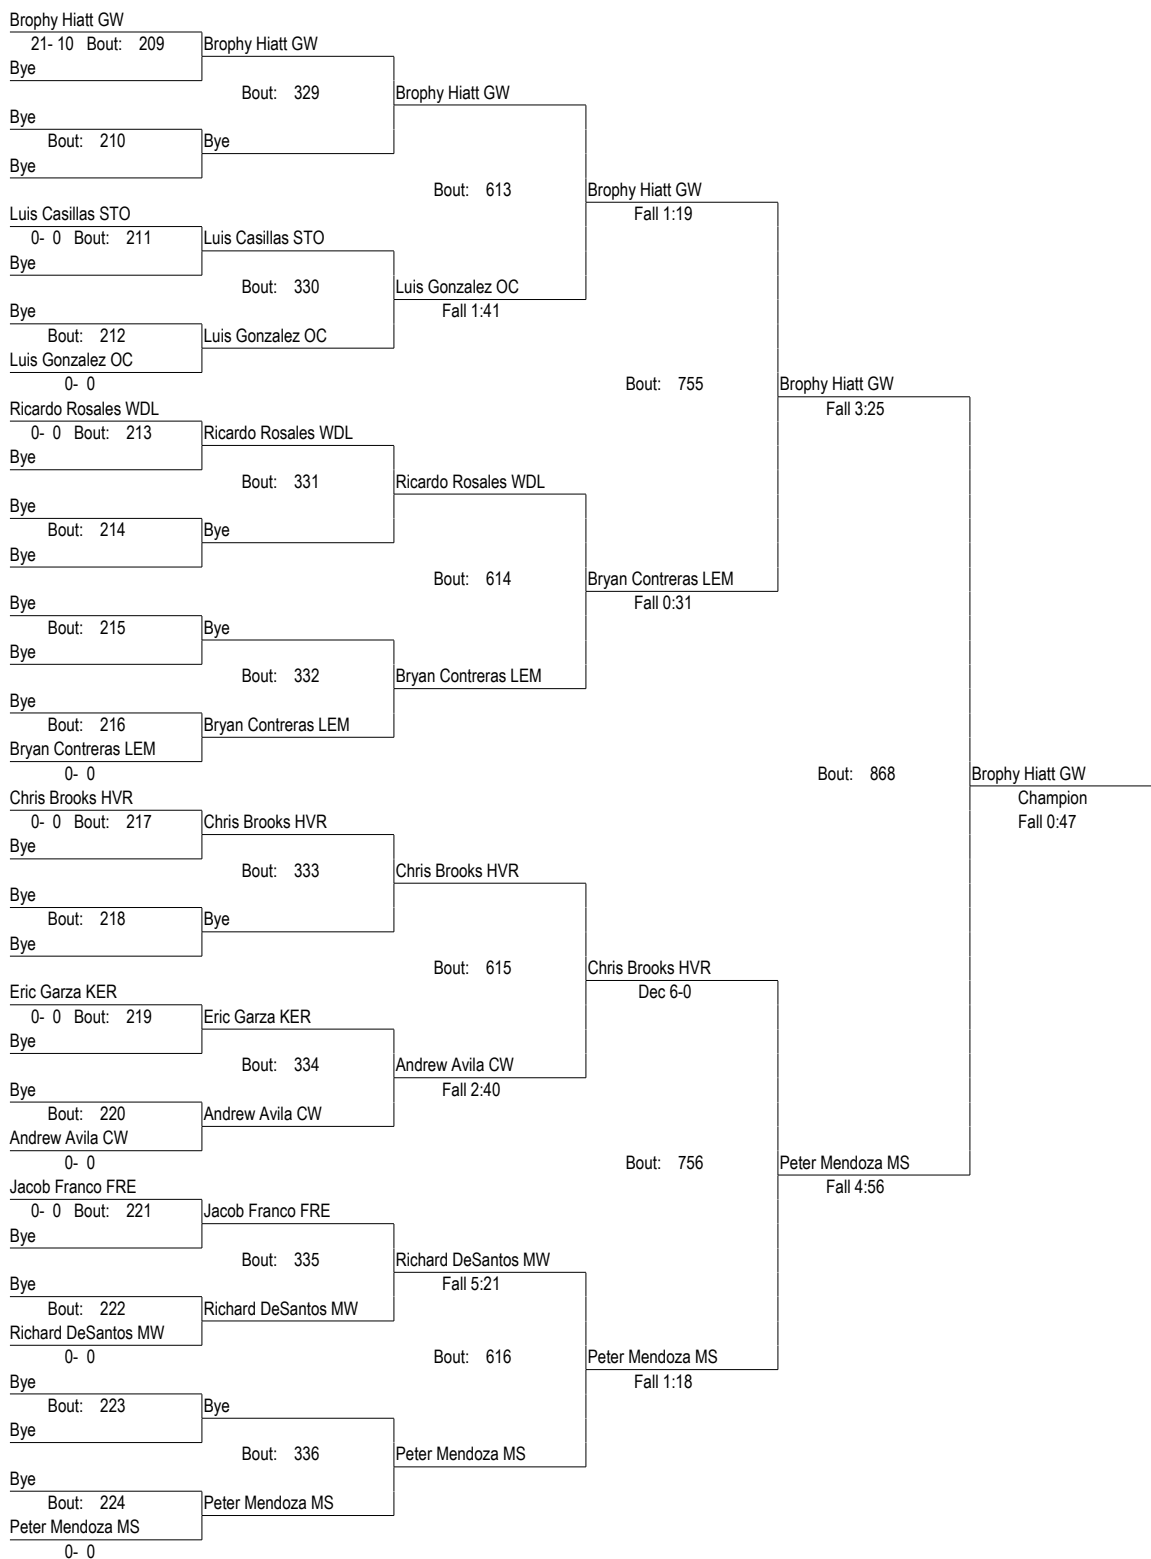 Brophy Hiatt GW
21- 10 Bout: 209 Brophy Hiatt GW
Bye
Bout: 329 Brophy Hiatt GW
Bye
Bout: 210 Bye
Bye
Bout: 613 Brophy Hiatt GW
Luis Casillas STO Fall 1:19
0- 0 Bout: 211 Luis Casillas STO
Bye
Bout: 330 Luis Gonzalez OC
Bye Fall 1:41
Bout: 212 Luis Gonzalez OC
Luis Gonzalez OC
0- 0 Bout: 755 Brophy Hiatt GW
Ricardo Rosales WDL Fall 3:25
0- 0 Bout: 213 Ricardo Rosales WDL
Bye
Bout: 331 Ricardo Rosales WDL
Bye
Bout: 214 Bye
Bye
Bout: 614 Bryan Contreras LEM
Bye Fall 0:31
Bout: 215 Bye
Bye
Bout: 332 Bryan Contreras LEM
Bye
Bout: 216 Bryan Contreras LEM
Bryan Contreras LEM
0- 0 Bout: 868 Brophy Hiatt GW
Chris Brooks HVR Champion
0- 0 Bout: 217 Chris Brooks HVR Fall 0:47
Bye
Bout: 333 Chris Brooks HVR
Bye
Bout: 218 Bye
Bye
Bout: 615 Chris Brooks HVR
Eric Garza KER Dec 6-0
0- 0 Bout: 219 Eric Garza KER
Bye
Bout: 334 Andrew Avila CW
Bye Fall 2:40
Bout: 220 Andrew Avila CW
Andrew Avila CW
0- 0 Bout: 756 Peter Mendoza MS
Jacob Franco FRE Fall 4:56
0- 0 Bout: 221 Jacob Franco FRE
Bye
Bout: 335 Richard DeSantos MW
Bye Fall 5:21
Bout: 222 Richard DeSantos MW
Richard DeSantos MW
0- 0 Bout: 616 Peter Mendoza MS
Bye Fall 1:18
Bout: 223 Bye
Bye
Bout: 336 Peter Mendoza MS
Bye
Bout: 224 Peter Mendoza MS
Peter Mendoza MS
0- 0